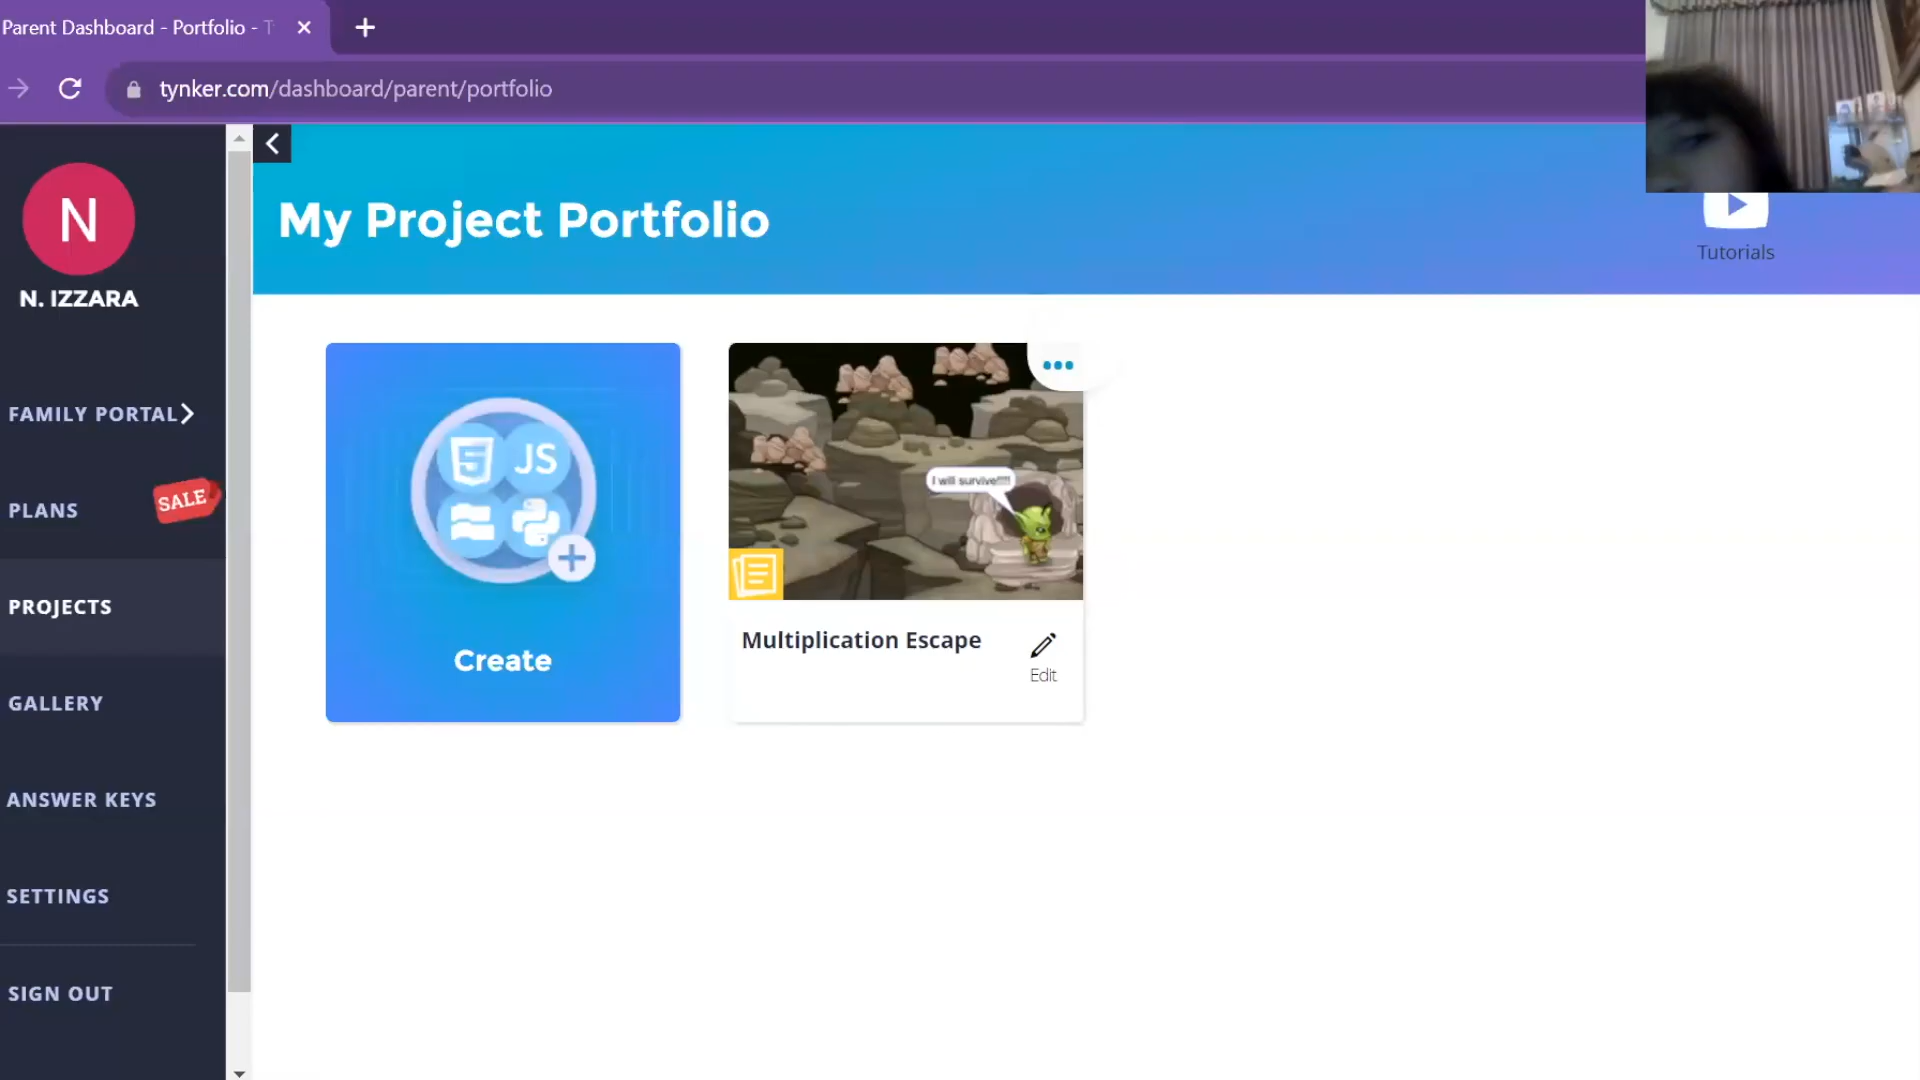 Parent Dashboard - Portfolio - T
tynker.com/dashboard/parent/portfolio
N
N. IZZARA
FAMILY PORTAL
PLANS
SALE
PROJECTS
GALLERY
ANSWER KEYS
SETTINGS
SIGN OUT
My Project Portfolio
Tutorials
5 JS
Create
I will survive!!!!
Multiplication Escape
Edit